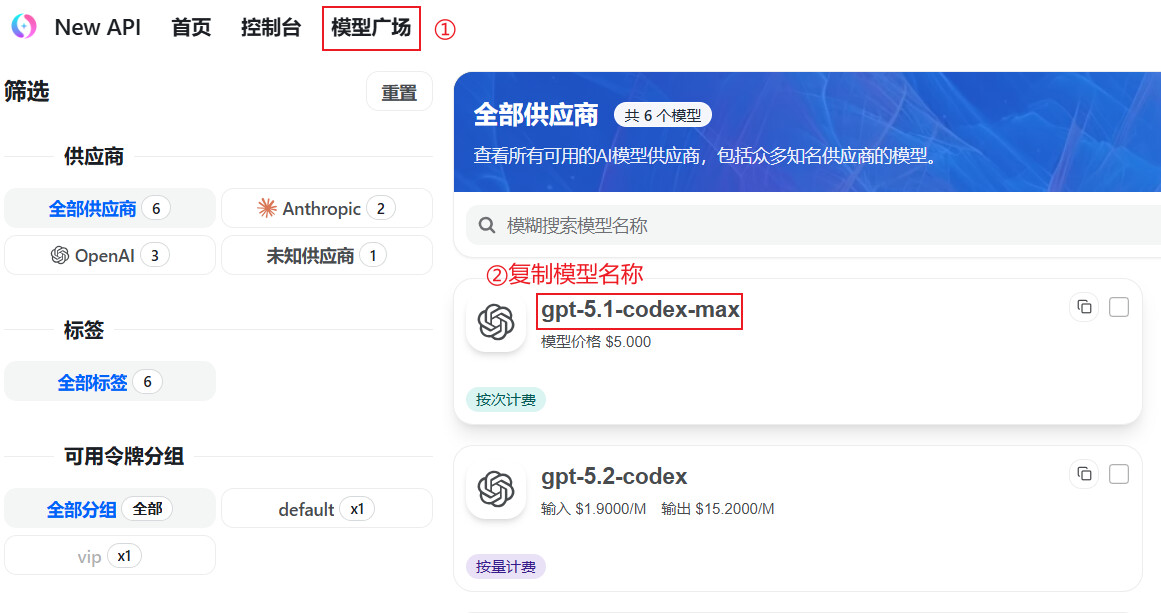 New API 首页 控制台 模型广场 ①
筛选 重置
供应商
全部供应商 6 Anthropic 2
OpenAI 3 未知供应商 1
标签
全部标签 6
可用令牌分组
全部分组 全部 default x1
vip x1
全部供应商 共 6 个模型
查看所有可用的AI模型供应商，包括众多知名供应商的模型。
模糊搜索模型名称
②复制模型名称
gpt-5.1-codex-max
模型价格 $5.000
按次计费
gpt-5.2-codex
输入 $1.9000/M 输出 $15.2000/M
按量计费